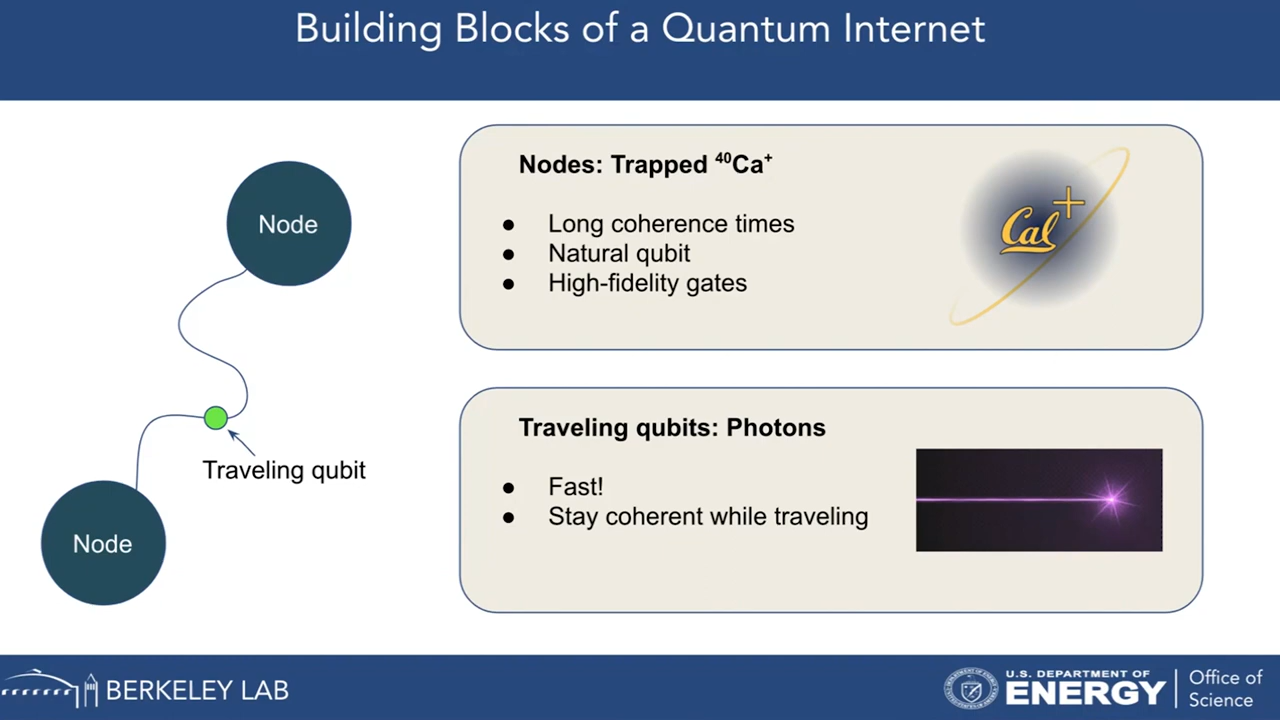 Building Blocks of a Quantum Internet
Node
Traveling qubit
Node
Nodes: Trapped ⁴⁰Ca⁺
● Long coherence times
● Natural qubit
● High-fidelity gates
Cal+
Traveling qubits: Photons
● Fast!
● Stay coherent while traveling
BERKELEY LAB
U.S. DEPARTMENT OF
ENERGY
Office of
Science